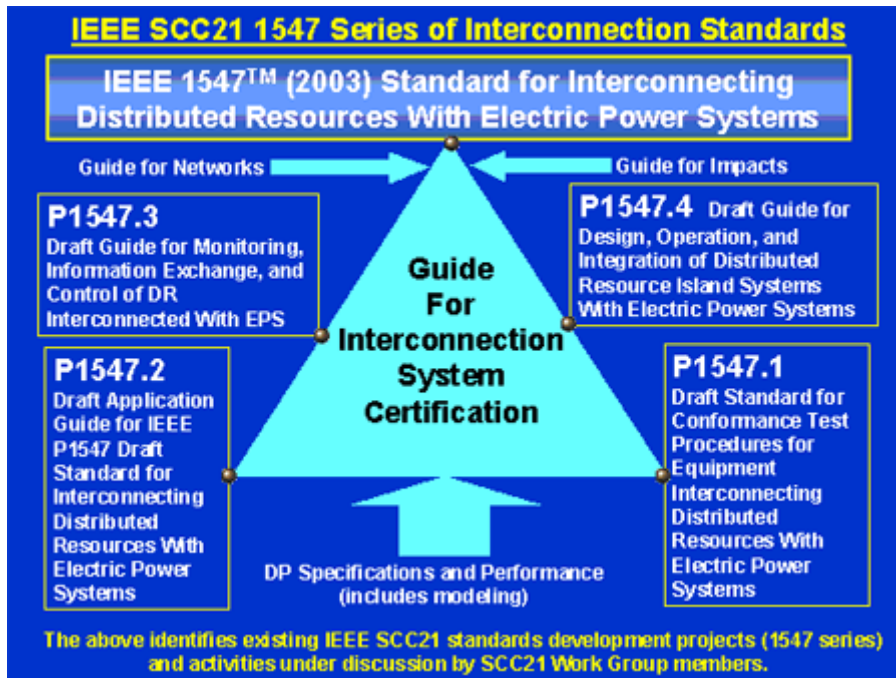 IEEE SCC21 1547 Series of Interconnection Standards
IEEE 1547TM (2003) Standard for Interconnecting
Distributed Resources With Electric Power Systems
Guide for Networks
Guide for Impacts
P1547.3
Draft Guide for Monitoring,
Information Exchange, and
Control of DR
Interconnected With EPS
P1547.4 Draft Guide for
Design, Operation, and
Integration of Distributed
Resource Island Systems
With Electric Power Systems
Guide
For
Interconnection
System
Certification
P1547.2
Draft Application
Guide for IEEE
P1547 Draft
Standard for
Interconnecting
Distributed
Resources With
Electric Power
Systems
P1547.1
Draft Standard for
Conformance Test
Procedures for
Equipment
Interconnecting
Distributed
Resources With
Electric Power
Systems
DP Specifications and Performance
(includes modeling)
The above identifies existing IEEE SCC21 standards development projects (1547 series)
and activities under discussion by SCC21 Work Group members.